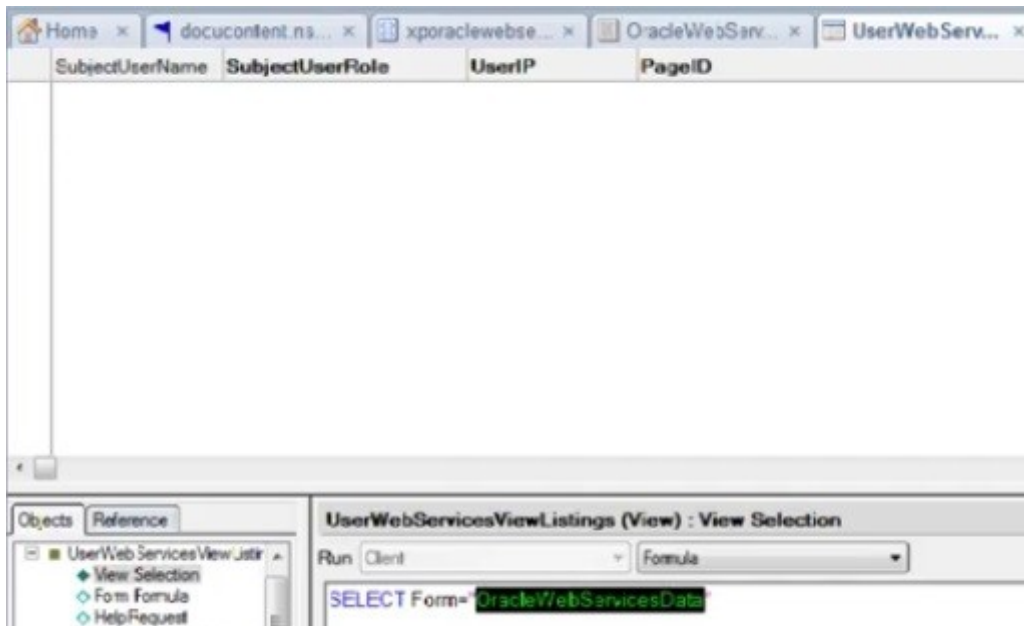 Home × docucontent.ns... × xporaclewebse... × OracleWebServ... × UserWebServ... ×
SubjectUserName SubjectUserRole UserIP PageID
Objects Reference
UserWebServicesViewListings (View) : View Selection
UserWebServicesViewListin
Run Client Formula
View Selection
Form Formula
HelpRequest
SELECT Form="OracleWebServicesData"